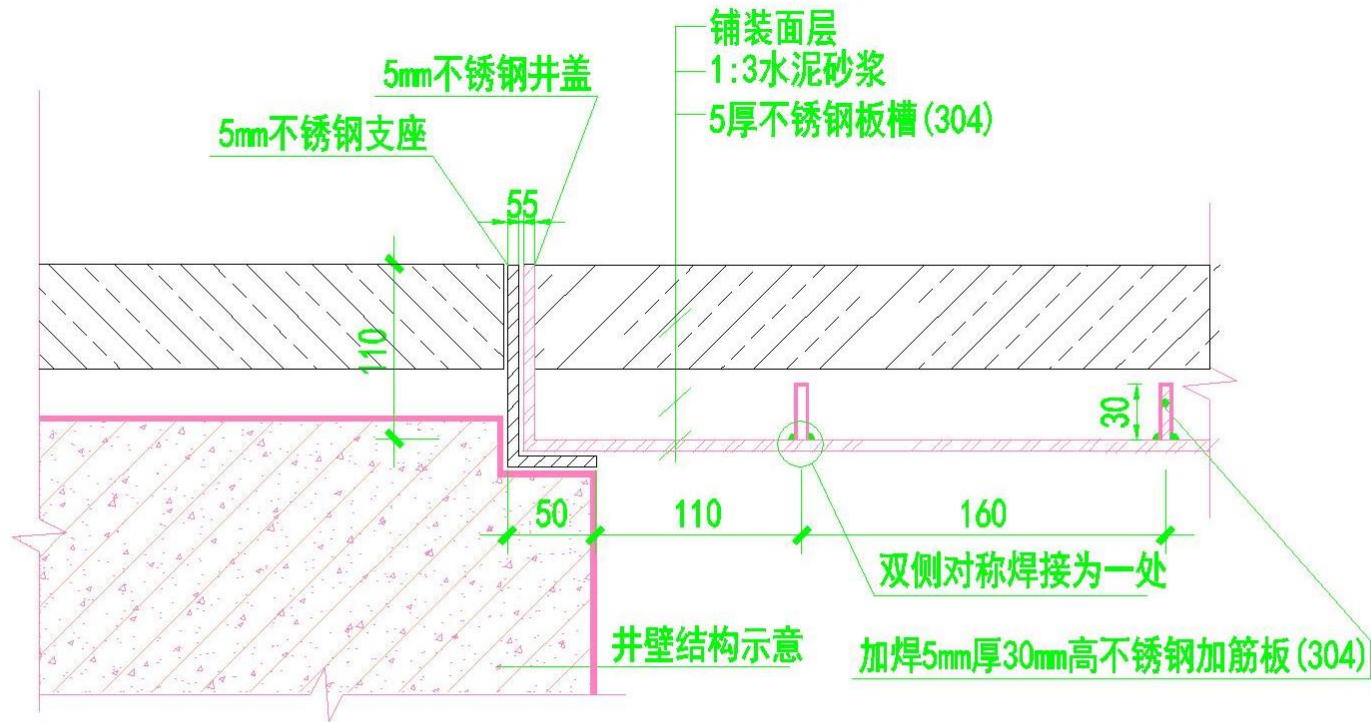 铺装面层
1:3水泥砂浆
5厚不锈钢板槽(304)
5mm不锈钢井盖
5mm不锈钢支座
55
110
30
50
110
160
双侧对称焊接为一处
井壁结构示意
加焊5mm厚30mm高不锈钢加筋板(304)